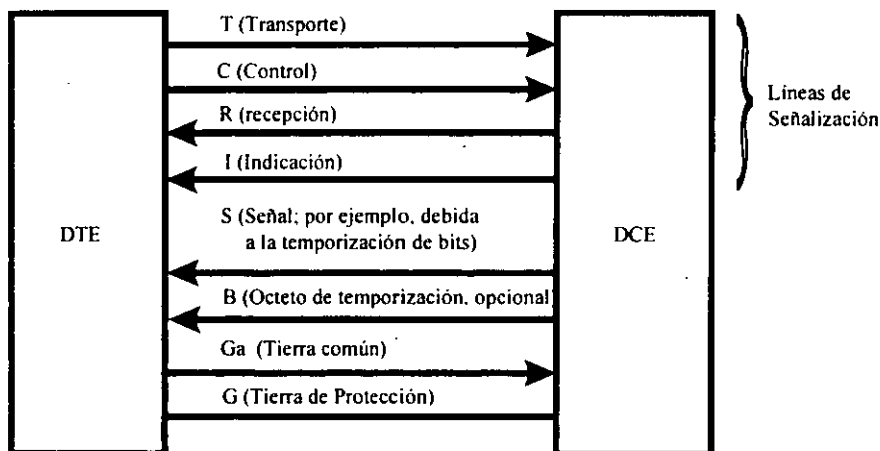 T (Transporte)
C (Control)
R (recepción)
I (Indicación)
Líneas de
Señalización
S (Señal; por ejemplo, debida
a la temporización de bits)
DTE
DCE
B (Octeto de temporización, opcional)
Ga (Tierra común)
G (Tierra de Protección)